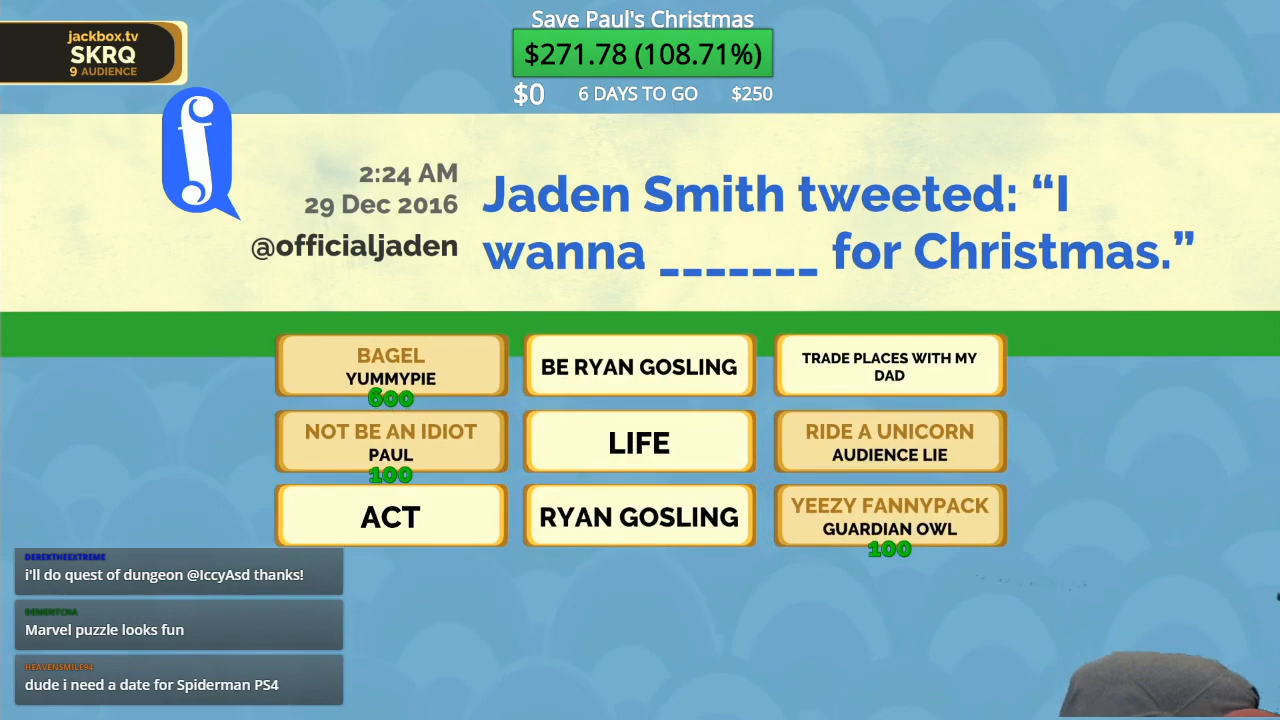 jackbox.tv
SKRQ
9 AUDIENCE
Save Paul's Christmas
$271.78 (108.71%)
$0 6 DAYS TO GO $250
2:24 AM
29 Dec 2016
@officialjaden
Jaden Smith tweeted: “I
wanna _______ for Christmas.”
BAGEL
YUMMYPIE
600
BE RYAN GOSLING
TRADE PLACES WITH MY
DAD
NOT BE AN IDIOT
PAUL
100
LIFE
RIDE A UNICORN
AUDIENCE LIE
ACT
RYAN GOSLING
YEEZY FANNYPACK
GUARDIAN OWL
100
DEREKTHEEXTREME
i'll do quest of dungeon @IccyAsd thanks!
DEMENTCHA
Marvel puzzle looks fun
HEAVENSMILE94
dude i need a date for Spiderman PS4